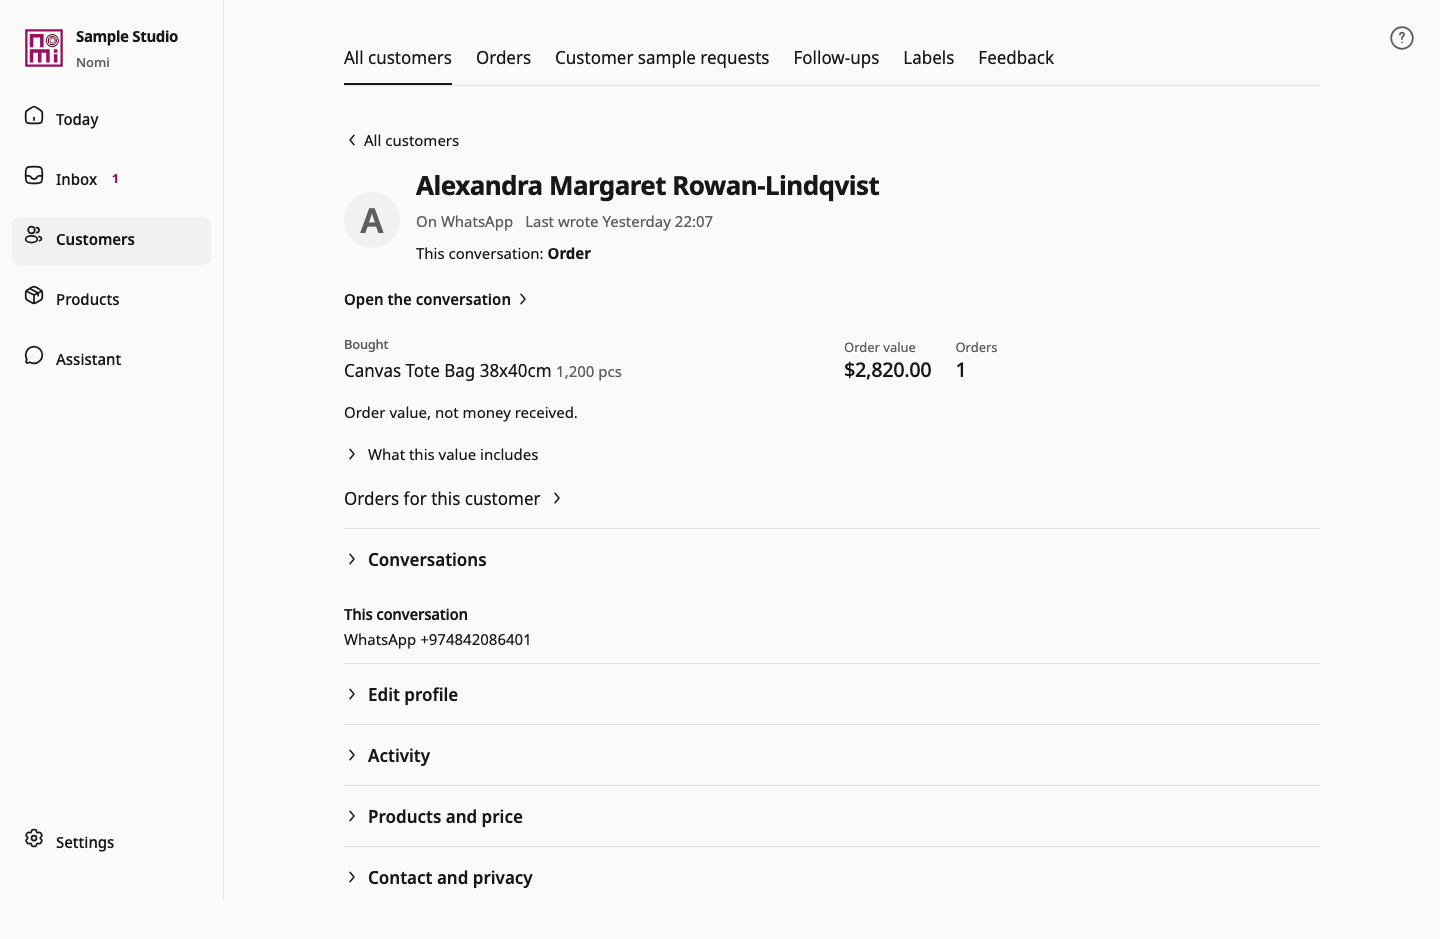 Sample Studio
Nomi
Today
Inbox 1
Customers
Products
Assistant
Settings
All customers Orders Customer sample requests Follow-ups Labels Feedback
All customers
Alexandra Margaret Rowan-Lindqvist
A
On WhatsApp Last wrote Yesterday 22:07
This conversation: Order
Open the conversation
Bought
Canvas Tote Bag 38x40cm 1,200 pcs
Order value Orders
$2,820.00 1
Order value, not money received.
What this value includes
Orders for this customer
Conversations
This conversation
WhatsApp +974842086401
Edit profile
Activity
Products and price
Contact and privacy